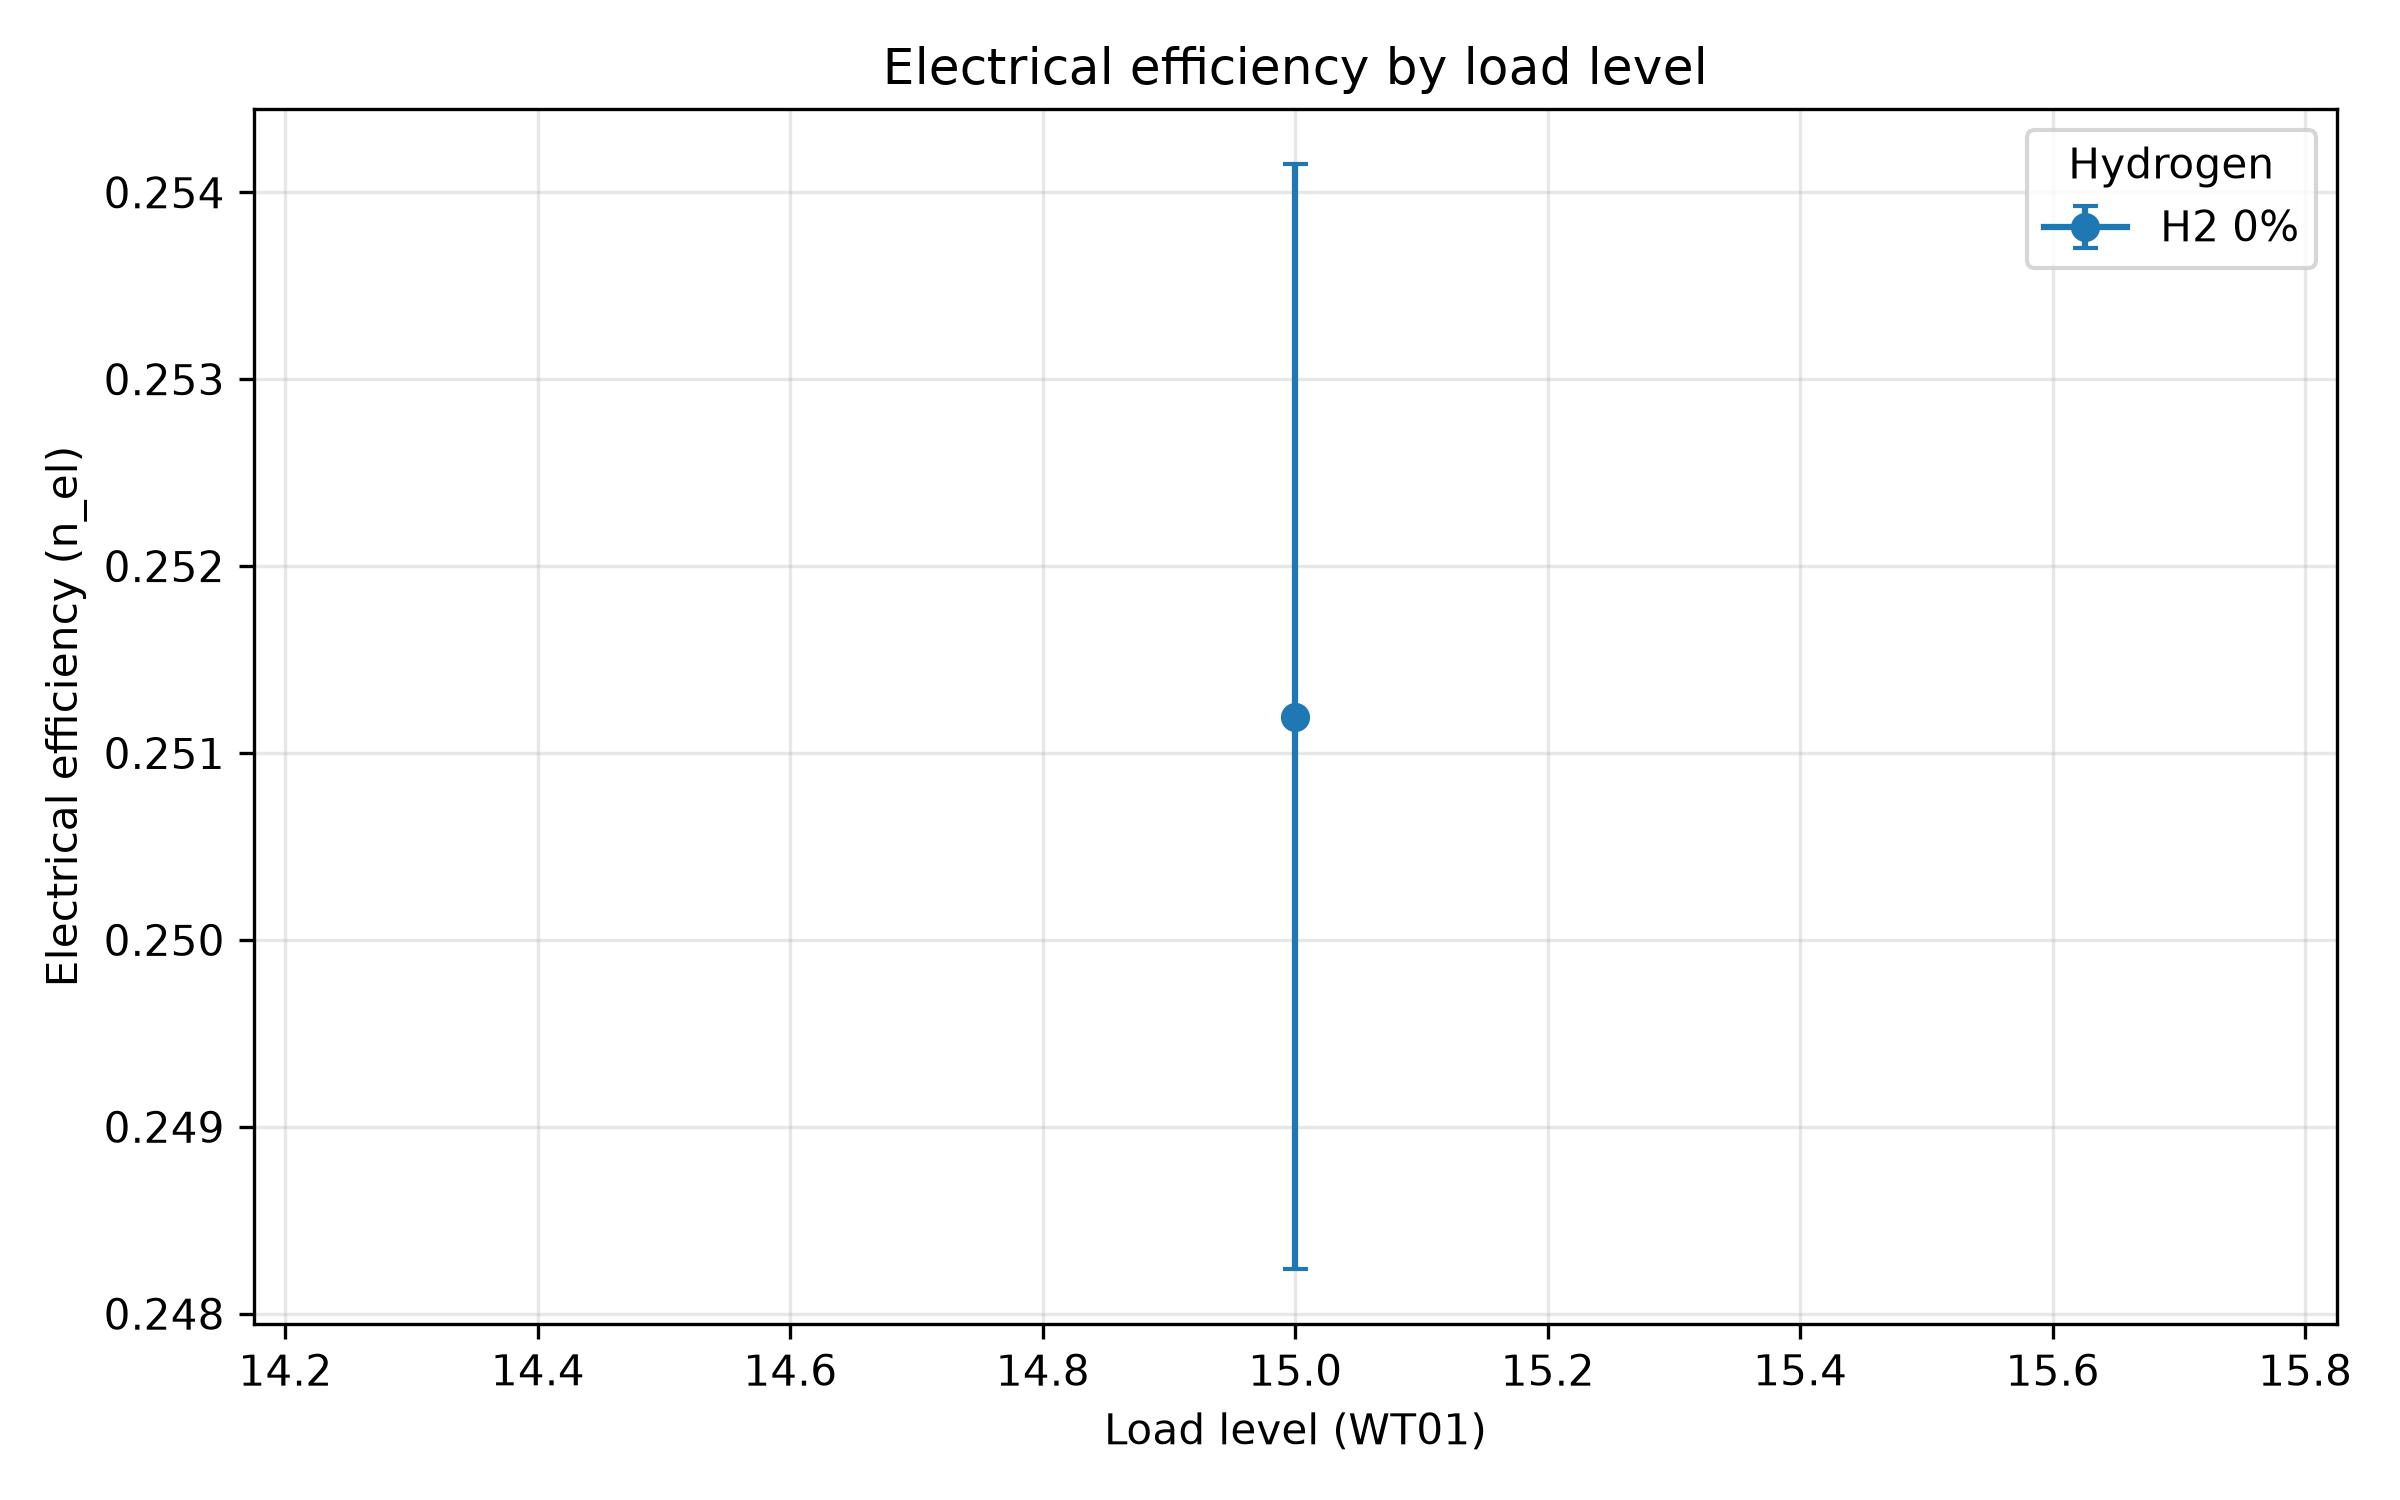 Electrical efficiency by load level
Hydrogen
H2 0%
Electrical efficiency (n_el)
0.254
0.253
0.252
0.251
0.250
0.249
0.248
14.2 14.4 14.6 14.8 15.0 15.2 15.4 15.6 15.8
Load level (WT01)